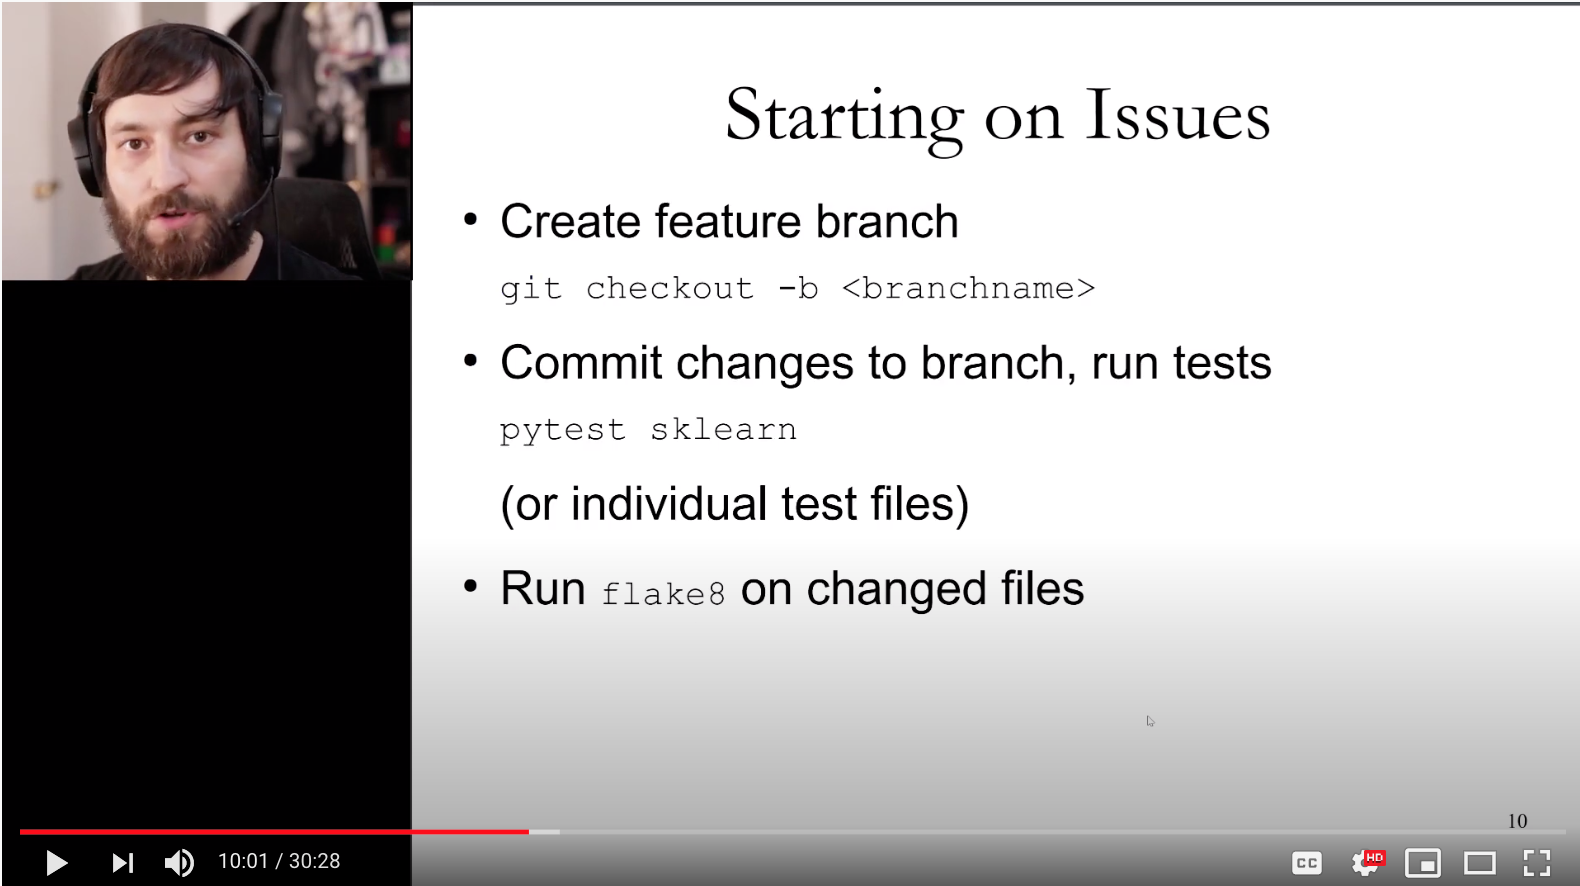 Starting on Issues
• Create feature branch
git checkout -b <branchname>
• Commit changes to branch, run tests
pytest sklearn
(or individual test files)
• Run flake8 on changed files
10
10:01 / 30:28
CC
HD